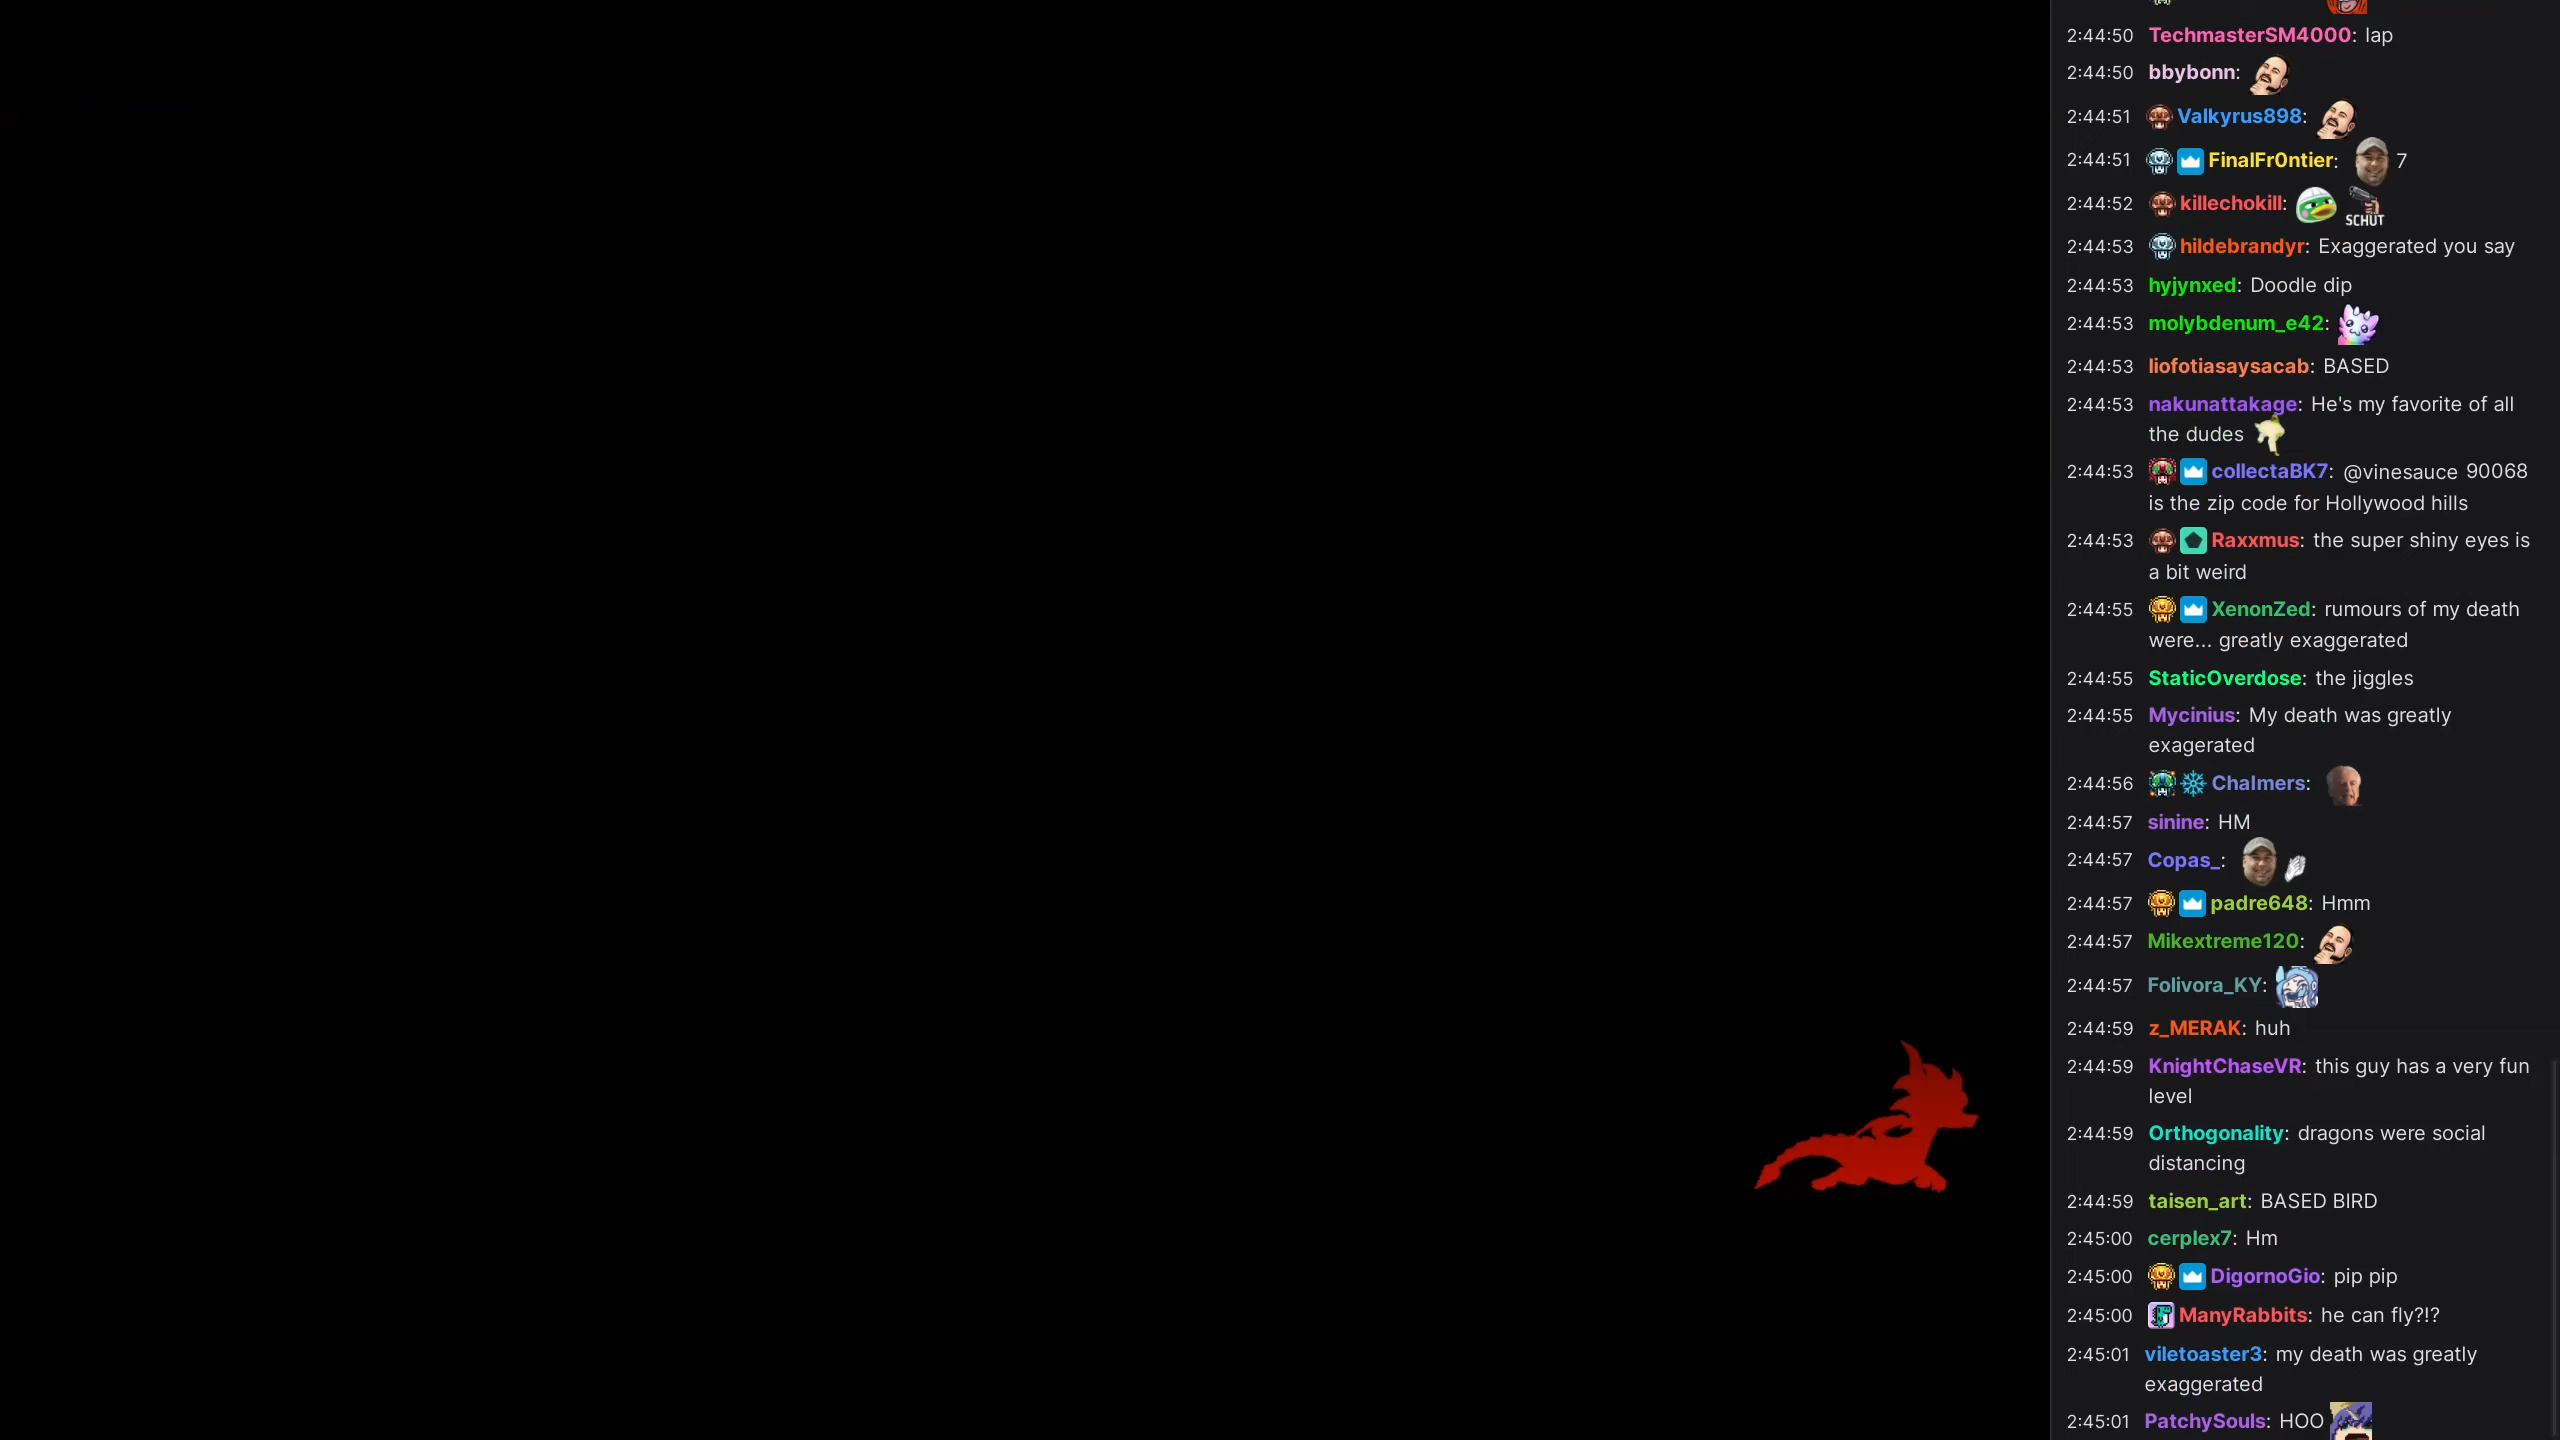 2:44:50 TechmasterSM4000: lap
2:44:50 bbybonn:
2:44:51 Valkyrus898:
2:44:51 FinalFr0ntier: 7
2:44:52 killechokill: SCHUT
2:44:53 hildebrandyr: Exaggerated you say
2:44:53 hyjynxed: Doodle dip
2:44:53 molybdenum_e42:
2:44:53 liofotiasaysacab: BASED
2:44:53 nakunattakage: He's my favorite of all
the dudes
2:44:53 collectaBK7: @vinesauce 90068
is the zip code for Hollywood hills
2:44:53 Raxxmus: the super shiny eyes is
a bit weird
2:44:55 XenonZed: rumours of my death
were... greatly exaggerated
2:44:55 StaticOverdose: the jiggles
2:44:55 Mycinius: My death was greatly
exagerated
2:44:56 Chalmers:
2:44:57 sinine: HM
2:44:57 Copas_:
2:44:57 padre648: Hmm
2:44:57 Mikextreme120:
2:44:57 Folivora_KY:
2:44:59 z_MERAK: huh
2:44:59 KnightChaseVR: this guy has a very fun
level
2:44:59 Orthogonality: dragons were social
distancing
2:44:59 taisen_art: BASED BIRD
2:45:00 cerplex7: Hm
2:45:00 DigornoGio: pip pip
2:45:00 ManyRabbits: he can fly?!?
2:45:01 viletoaster3: my death was greatly
exaggerated
2:45:01 PatchySouls: HOO